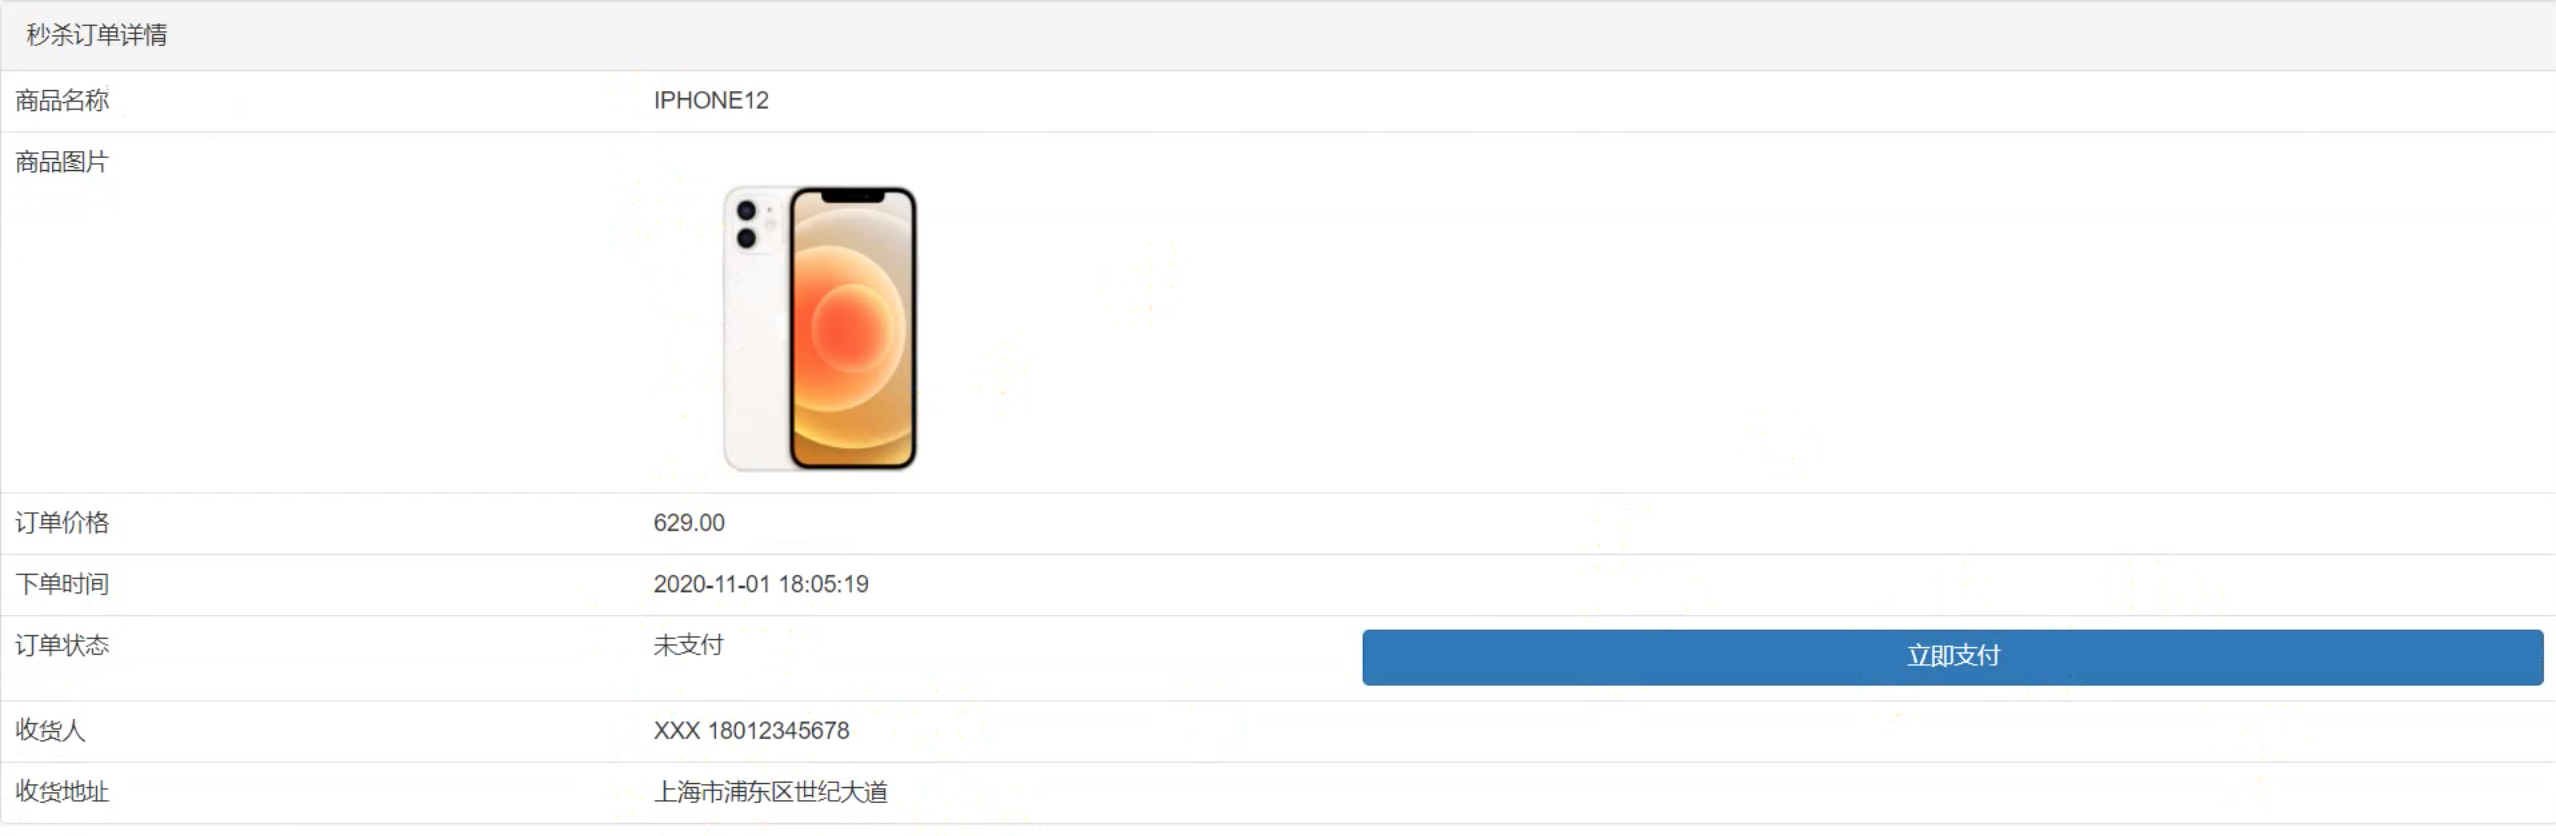 秒杀订单详情
商品名称 IPHONE12
商品图片
订单价格 629.00
下单时间 2020-11-01 18:05:19
订单状态 未支付 立即支付
收货人 XXX 18012345678
收货地址 上海市浦东区世纪大道